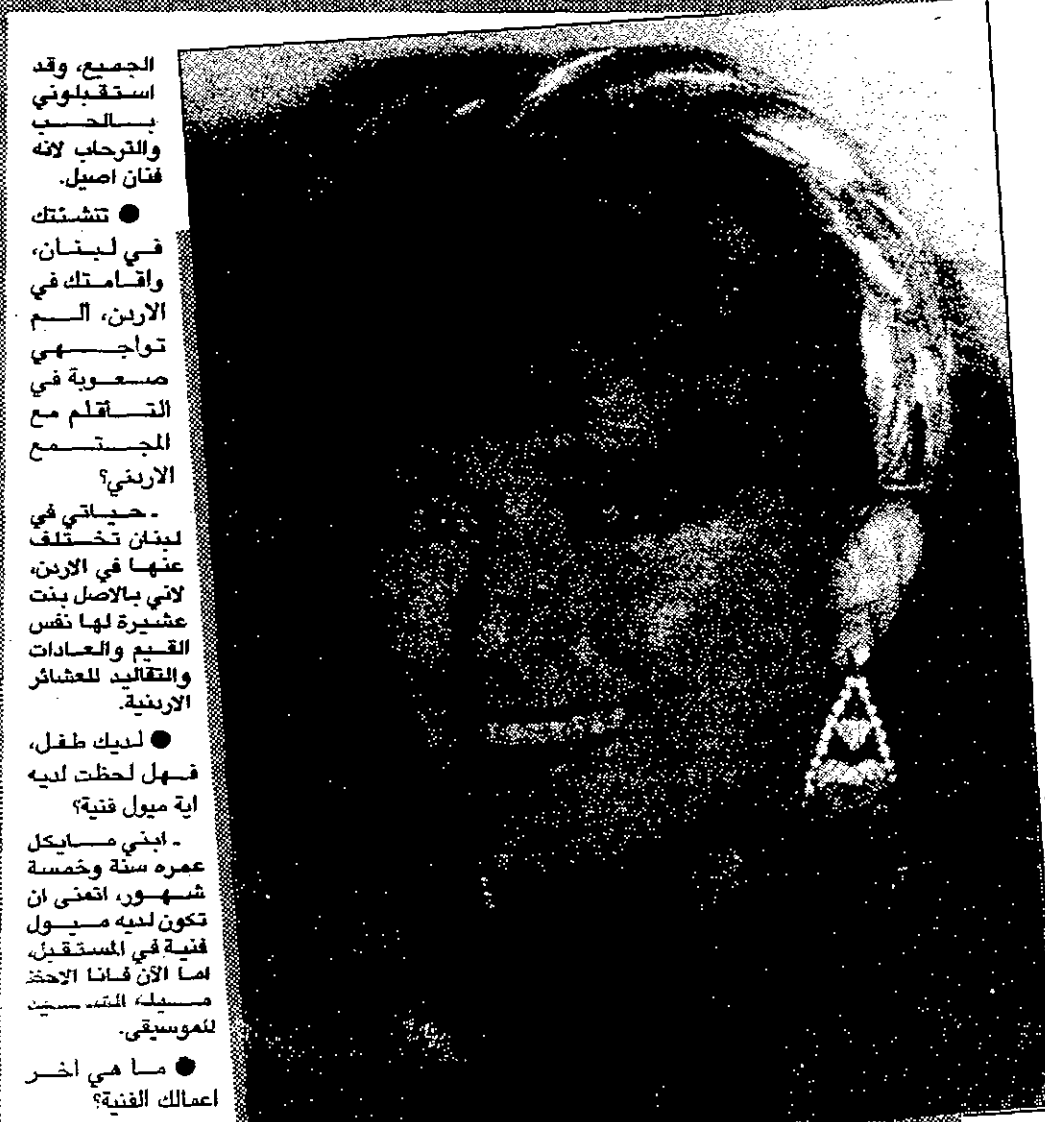 الجميع، وقد
استقبلوني
بالحب
والترحاب لانه
فنان اصيل.
● تنشئتك
في لبنان،
واقامتك في
الاردن، ألم
تواجهي
صعوبة في
التأقلم مع
المجتمع
الاردني؟
- حياتي في
لبنان تختلف
عنها في الاردن،
لاني بالاصل بنت
عشيرة لها نفس
القيم والعادات
والتقاليد للعشائر
الاردنية.
● لديك طفل،
فهل لحظت لديه
اية ميول فنية؟
- ابني مايكل
عمره سنة وخمسة
شهور، اتمنى ان
تكون لديه ميول
فنية في المستقبل،
اما الآن فانا الاحظ
ميله
للموسيقى.
● ما هي اخر
اعمالك الفنية؟